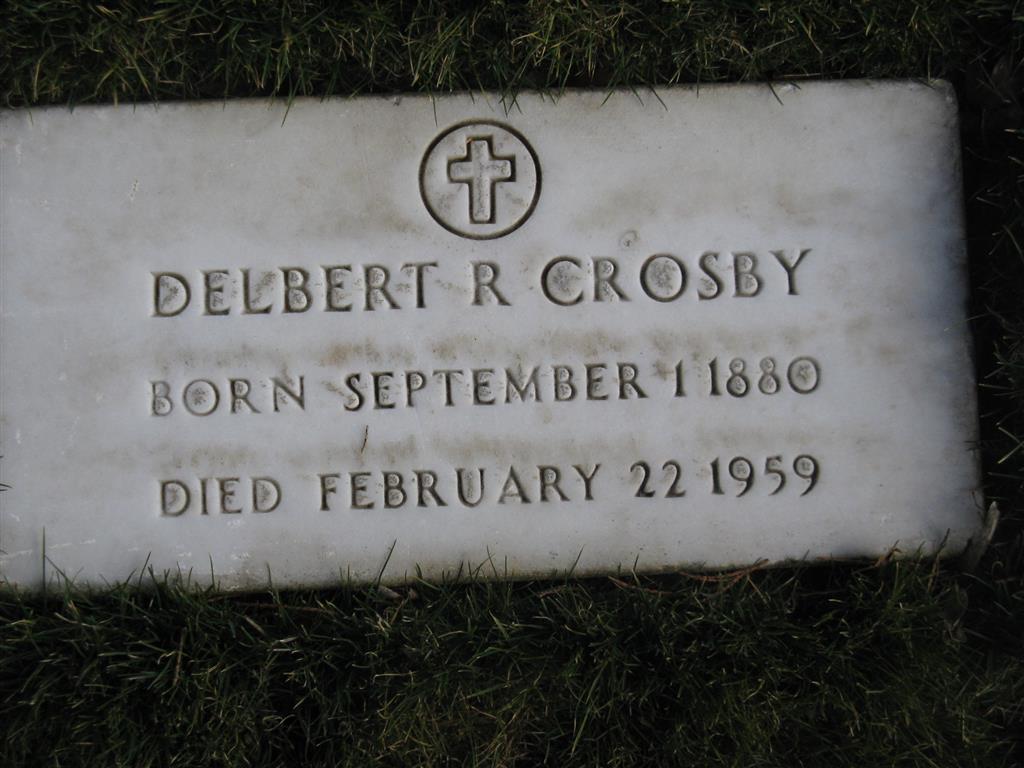 DELBERT R CROSBY
BORN SEPTEMBER 1 1880
DIED FEBRUARY 22 1959